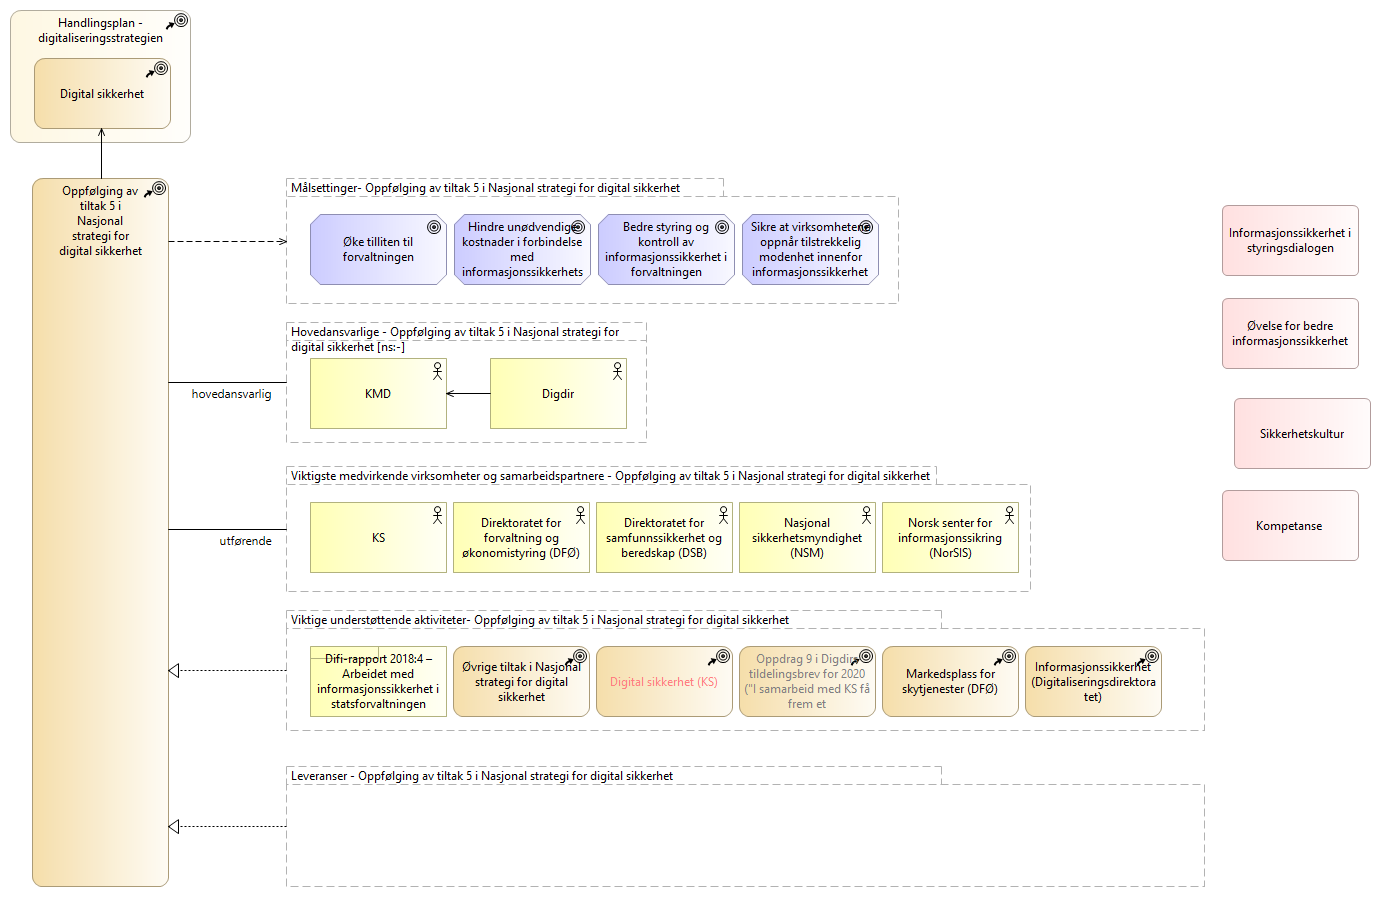 Handlingsplan -
digitaliseringsstrategien
Digital sikkerhet
Oppfølging av
tiltak 5 i
Nasjonal
strategi for
digital sikkerhet
Målsettinger- Oppfølging av tiltak 5 i Nasjonal strategi for digital sikkerhet
Øke tilliten til
forvaltningen
Hindre unødvendige
kostnader i forbindelse
med
informasjonssikkerhets
Bedre styring og
kontroll av
informasjonssikkerhet i
forvaltningen
Sikre at virksomhetene
oppnår tilstrekkelig
modenhet innenfor
informasjonssikkerhet
Informasjonssikkerhet i
styringsdialogen
Øvelse for bedre
informasjonssikkerhet
Sikkerhetskultur
Kompetanse
Hovedansvarlige - Oppfølging av tiltak 5 i Nasjonal strategi for
digital sikkerhet [ns:-]
hovedansvarlig
KMD
Digdir
Viktigste medvirkende virksomheter og samarbeidspartnere - Oppfølging av tiltak 5 i Nasjonal strategi for digital sikkerhet
utførende
KS
Direktoratet for
forvaltning og
økonomistyring (DFØ)
Direktoratet for
samfunnssikkerhet og
beredskap (DSB)
Nasjonal
sikkerhetsmyndighet
(NSM)
Norsk senter for
informasjonssikring
(NorSIS)
Viktige understøttende aktiviteter- Oppfølging av tiltak 5 i Nasjonal strategi for digital sikkerhet
Difi-rapport 2018:4 –
Arbeidet med
informasjonssikkerhet i
statsforvaltningen
Øvrige tiltak i Nasjonal
strategi for digital
sikkerhet
Digital sikkerhet (KS)
Oppdrag 9 i Digdirs
tildelingsbrev for 2020
("I samarbeid med KS få
frem et
Markedsplass for
skytjenester (DFØ)
Informasjonssikkerhet
(Digitaliseringsdirektora
tet)
Leveranser - Oppfølging av tiltak 5 i Nasjonal strategi for digital sikkerhet